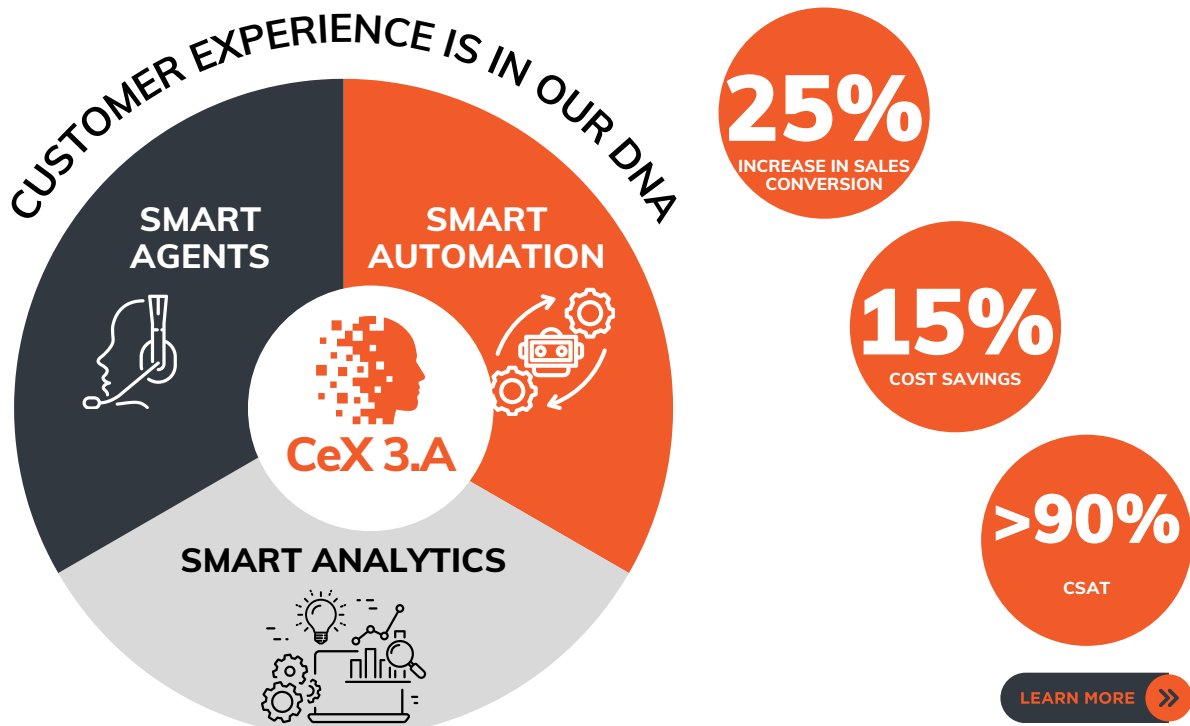 CUSTOMER EXPERIENCE IS IN OUR DNA
SMART
AGENTS
SMART
AUTOMATION
CeX 3.A
SMART ANALYTICS
25%
INCREASE IN SALES
CONVERSION
15%
COST SAVINGS
>90%
CSAT
LEARN MORE